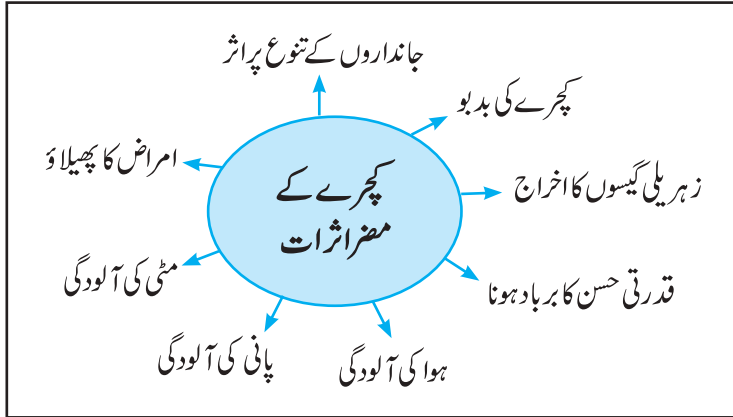 جانداروں کے تنوع پر اثر
کچرے کی بدبو
امراض کا پھیلاؤ
زہریلی گیسوں کا اخراج
کچرے کے
مضر اثرات
مٹی کی آلودگی
قدرتی حسن کا برباد ہونا
پانی کی آلودگی
ہوا کی آلودگی